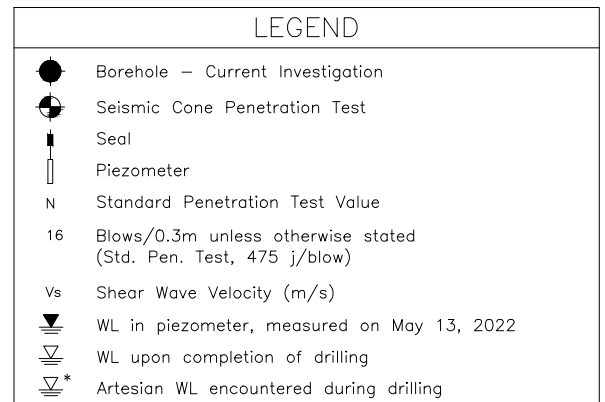 LEGEND
Borehole – Current Investigation
Seismic Cone Penetration Test
Seal
Piezometer
N Standard Penetration Test Value
16 Blows/0.3m unless otherwise stated
(Std. Pen. Test, 475 j/blow)
Vs Shear Wave Velocity (m/s)
WL in piezometer, measured on May 13, 2022
WL upon completion of drilling
* Artesian WL encountered during drilling